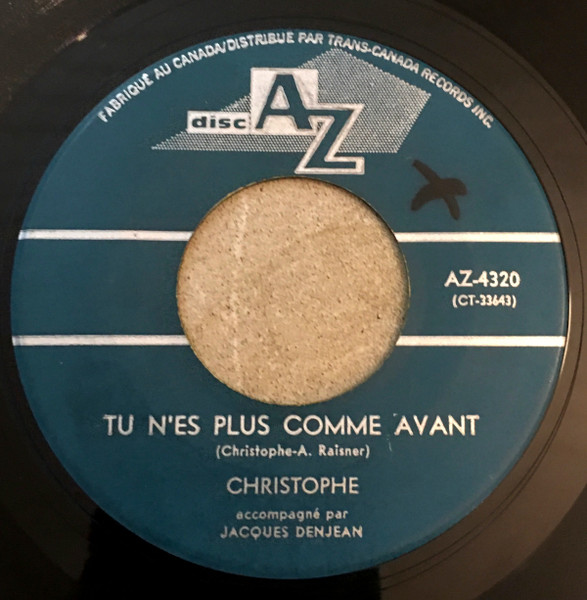 FABRIQUÉ AU CANADA/DISTRIBUE PAR TRANS-CANADA RECORDS INC.
disc AZ
AZ-4320
(CT-33643)
TU N'ES PLUS COMME AVANT
(Christophe-A. Raisner)
CHRISTOPHE
accompagné par
JACQUES DENJEAN